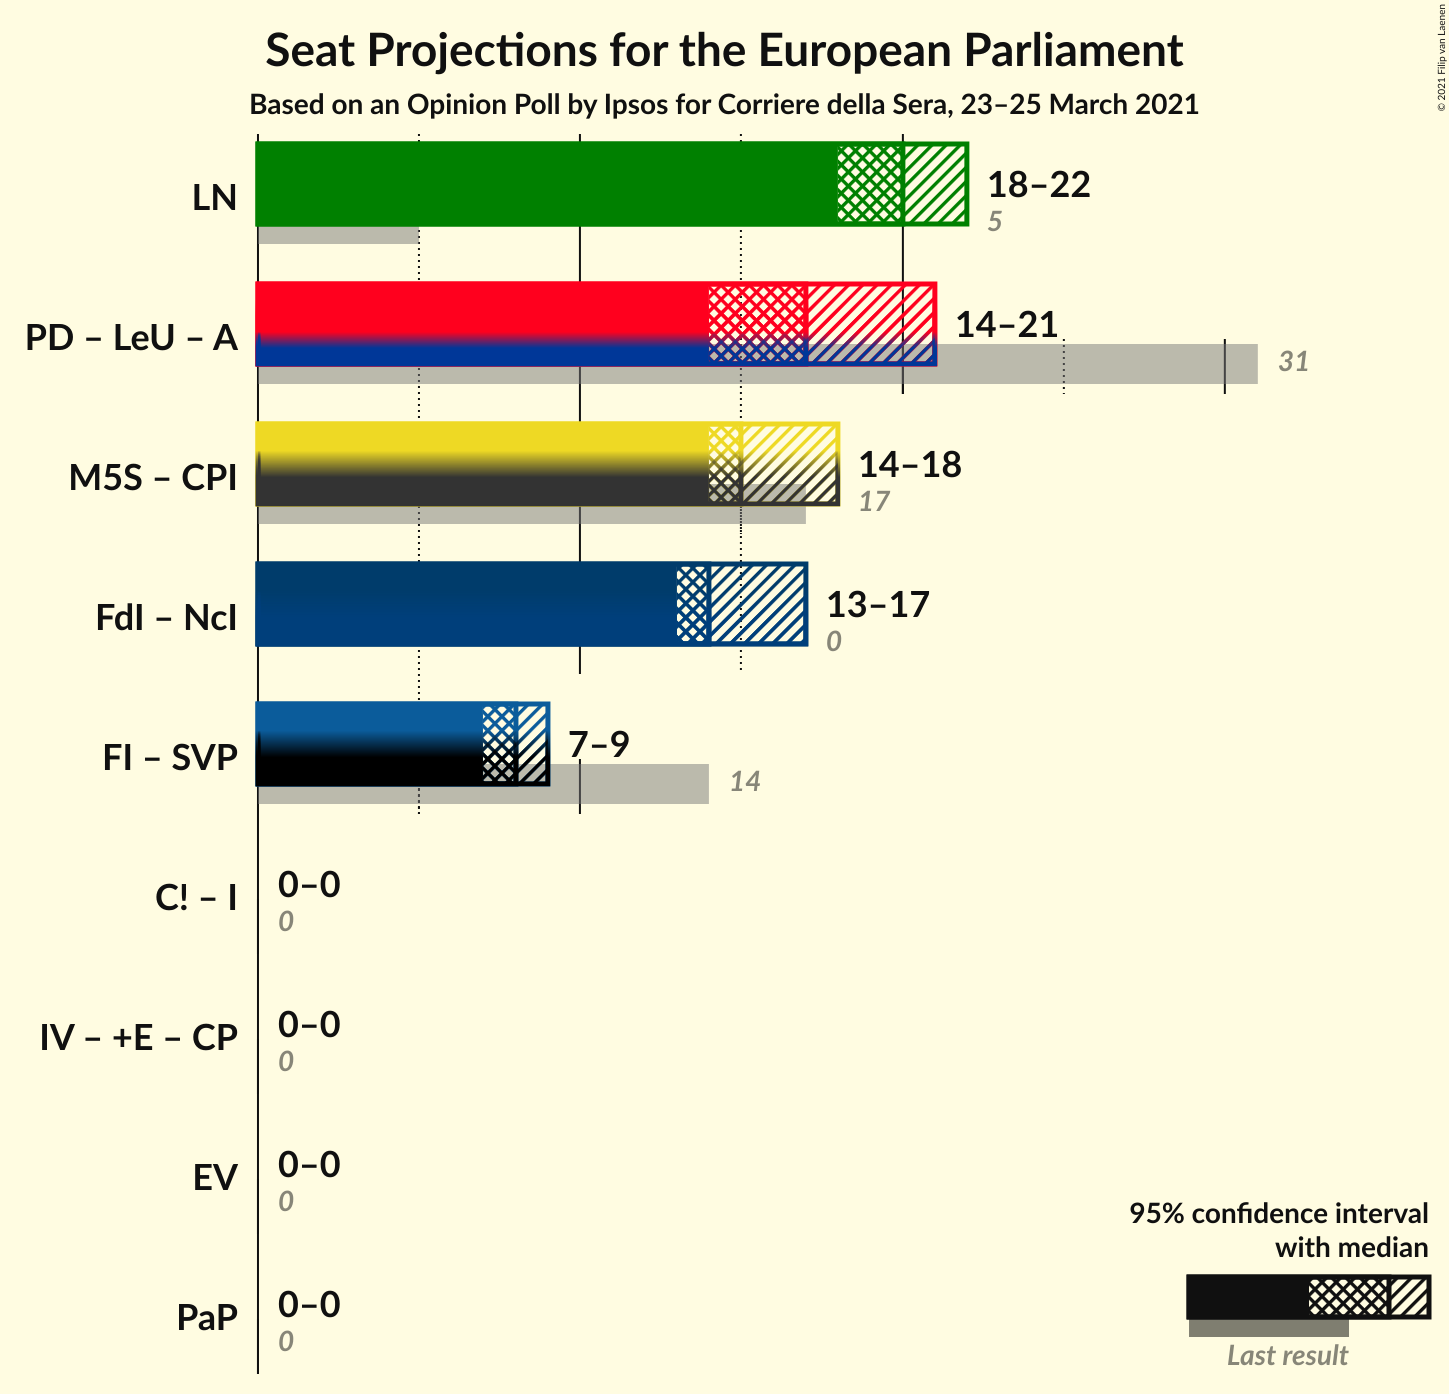 Seat Projections for the European Parliament
Based on an Opinion Poll by Ipsos for Corriere della Sera, 23–25 March 2021
© 2021 Filip van Laenen
LN
18–22
5
PD – LeU – A
14–21
31
M5S – CPI
14–18
17
FdI – NcI
13–17
0
FI – SVP
7–9
14
C! – I
0–0
0
IV – +E – CP
0–0
0
EV
0–0
0
PaP
0–0
0
95% confidence interval
with median
Last result